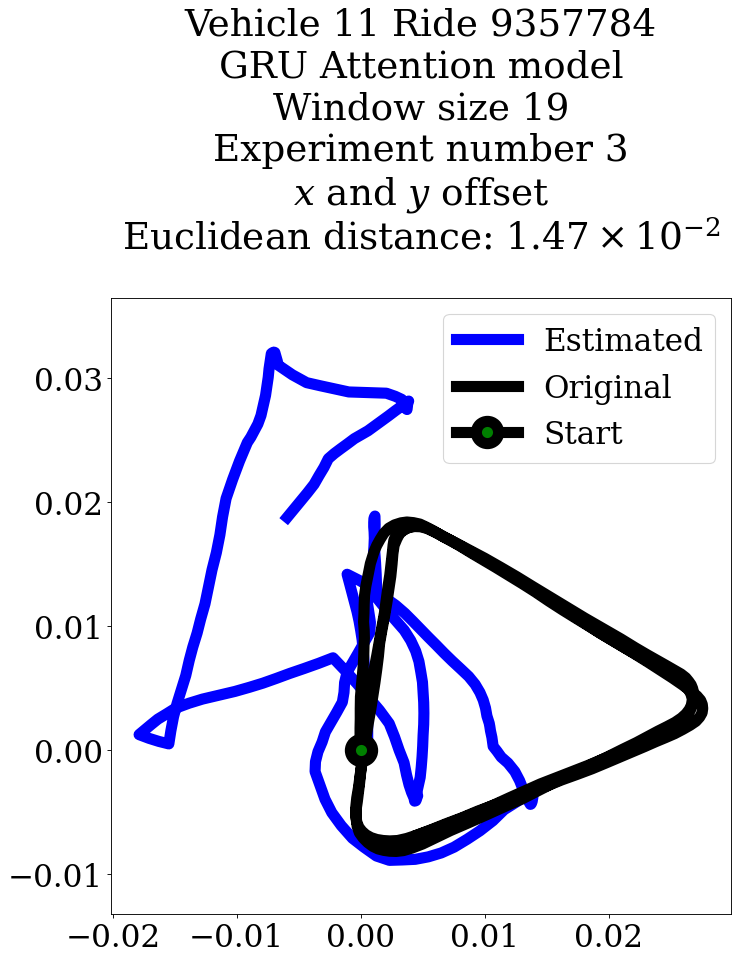 Vehicle 11 Ride 9357784
GRU Attention model
Window size 19
Experiment number 3
x and y offset
Euclidean distance: 1.47 × 10⁻²
Estimated
Original
Start
0.03
0.02
0.01
0.00
−0.01
−0.02 −0.01 0.00 0.01 0.02